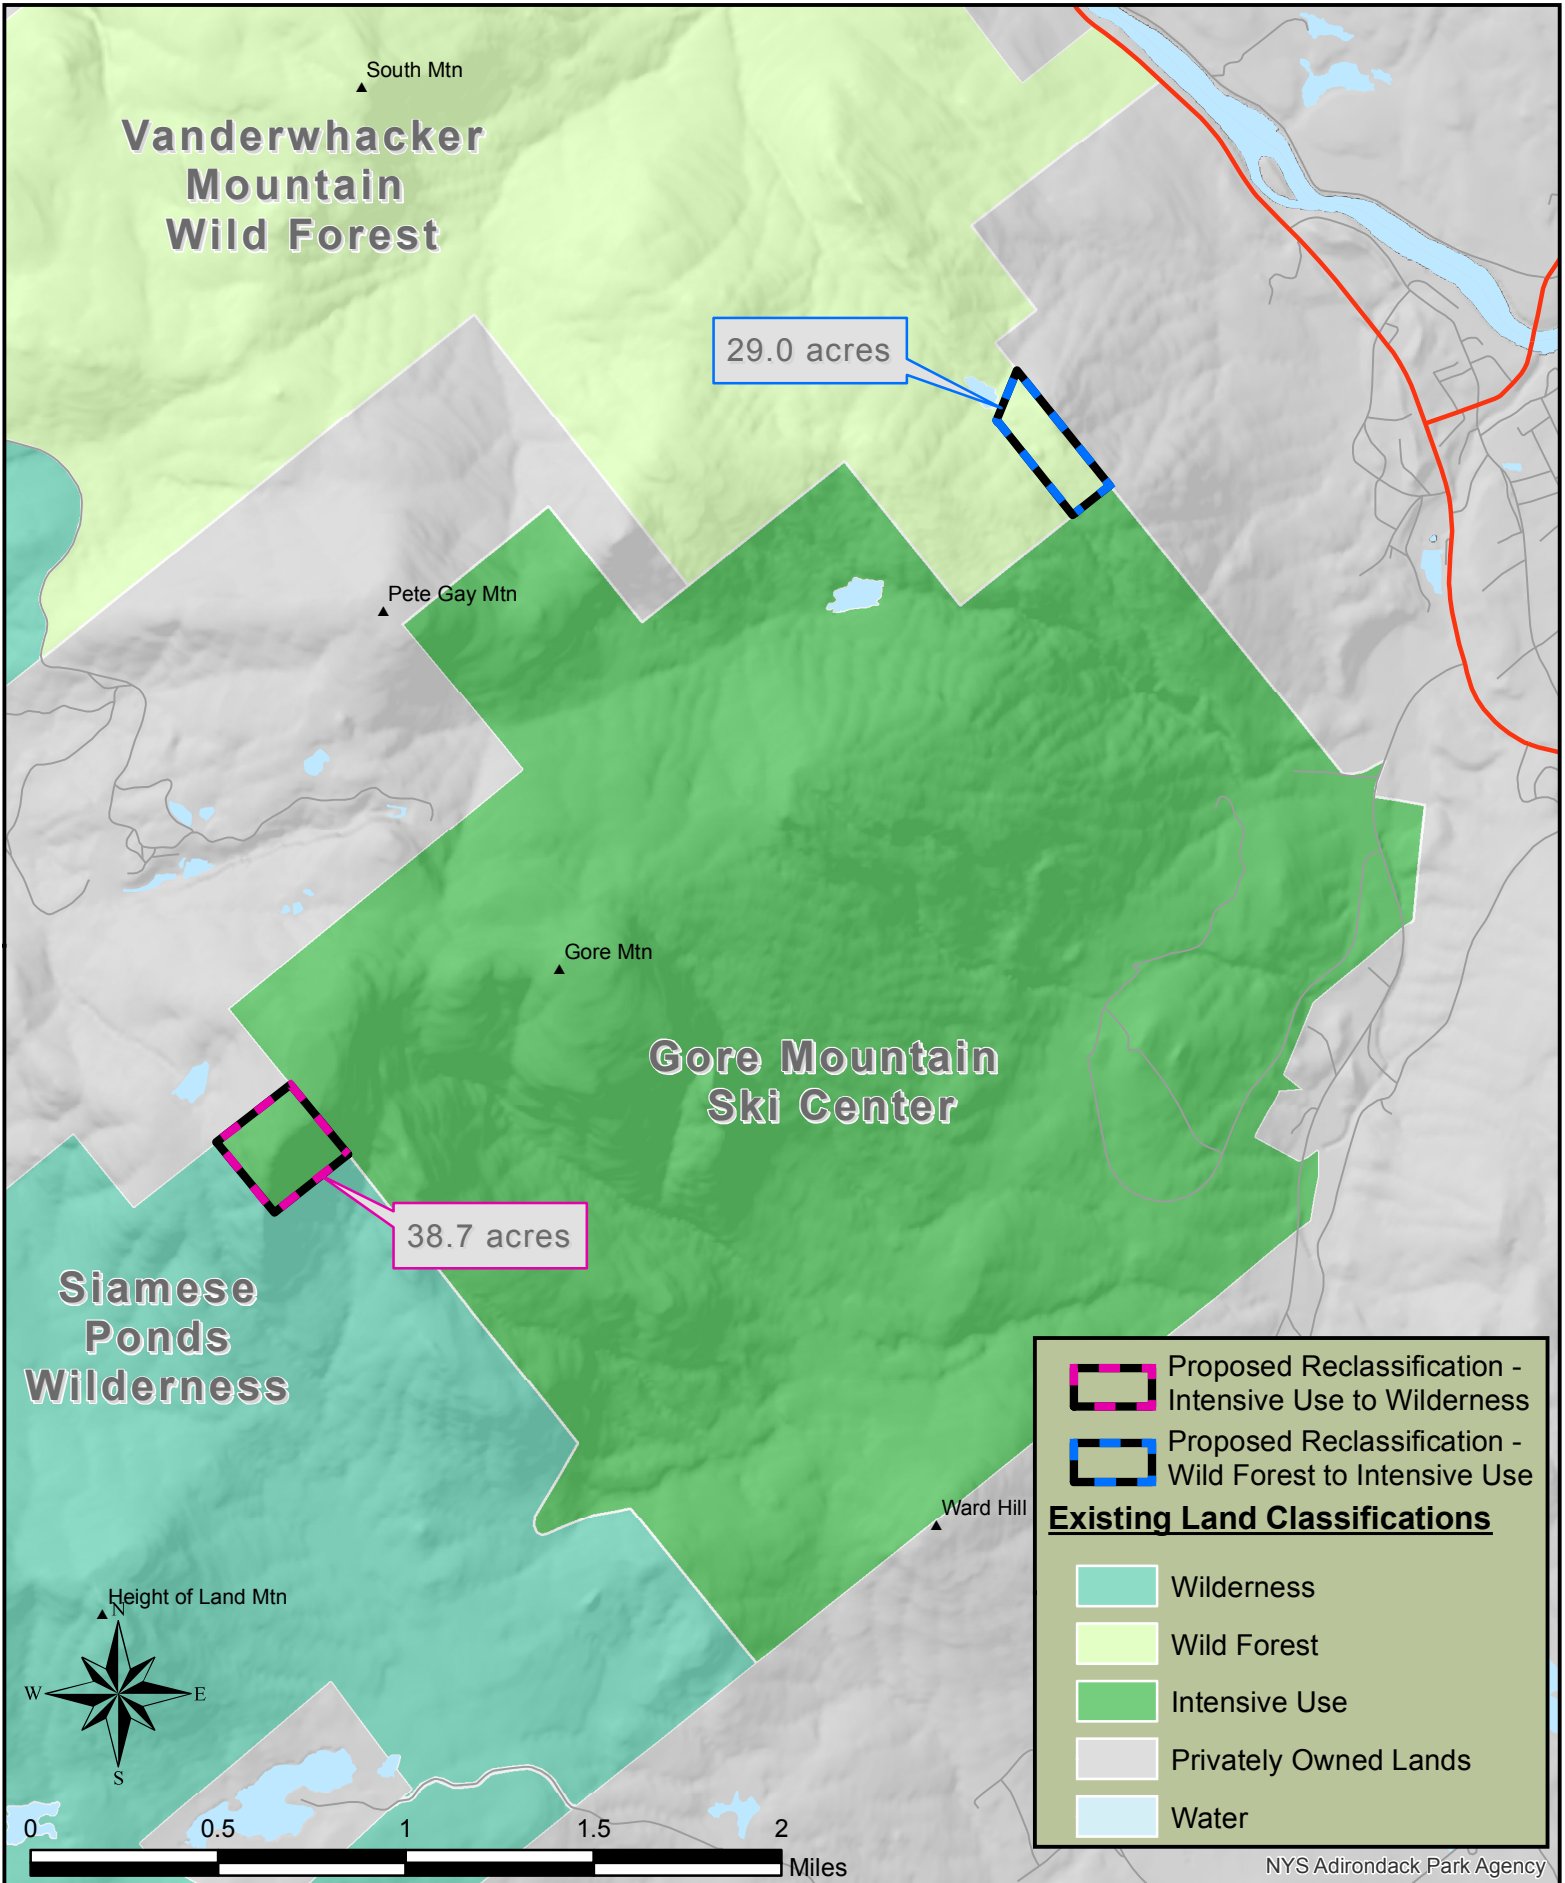 South Mtn
Vanderwhacker
Mountain
Wild Forest
29.0 acres
Pete Gay Mtn
Gore Mtn
Gore Mountain
Ski Center
38.7 acres
Siamese
Ponds
Wilderness
Ward Hill
Height of Land Mtn
N
W
E
S
0
0.5
1
1.5
2
Miles
Proposed Reclassification -
Intensive Use to Wilderness
Proposed Reclassification -
Wild Forest to Intensive Use
Existing Land Classifications
Wilderness
Wild Forest
Intensive Use
Privately Owned Lands
Water
NYS Adirondack Park Agency